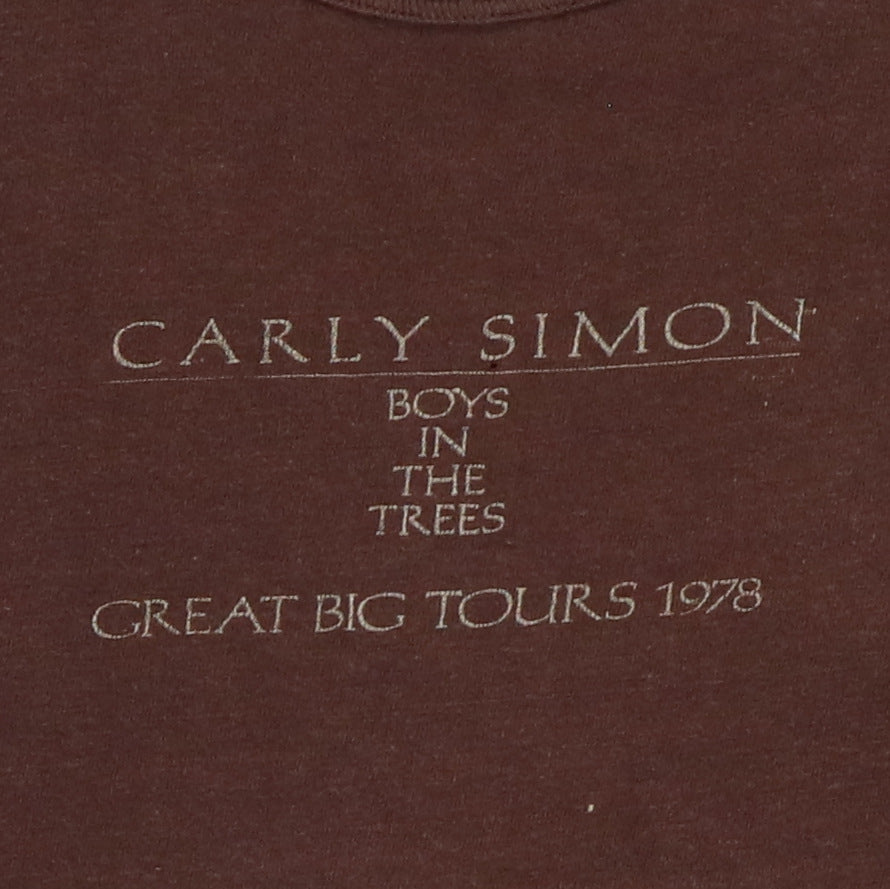 CARLY SIMON
BOYS
IN
THE
TREES
GREAT BIG TOURS 1978